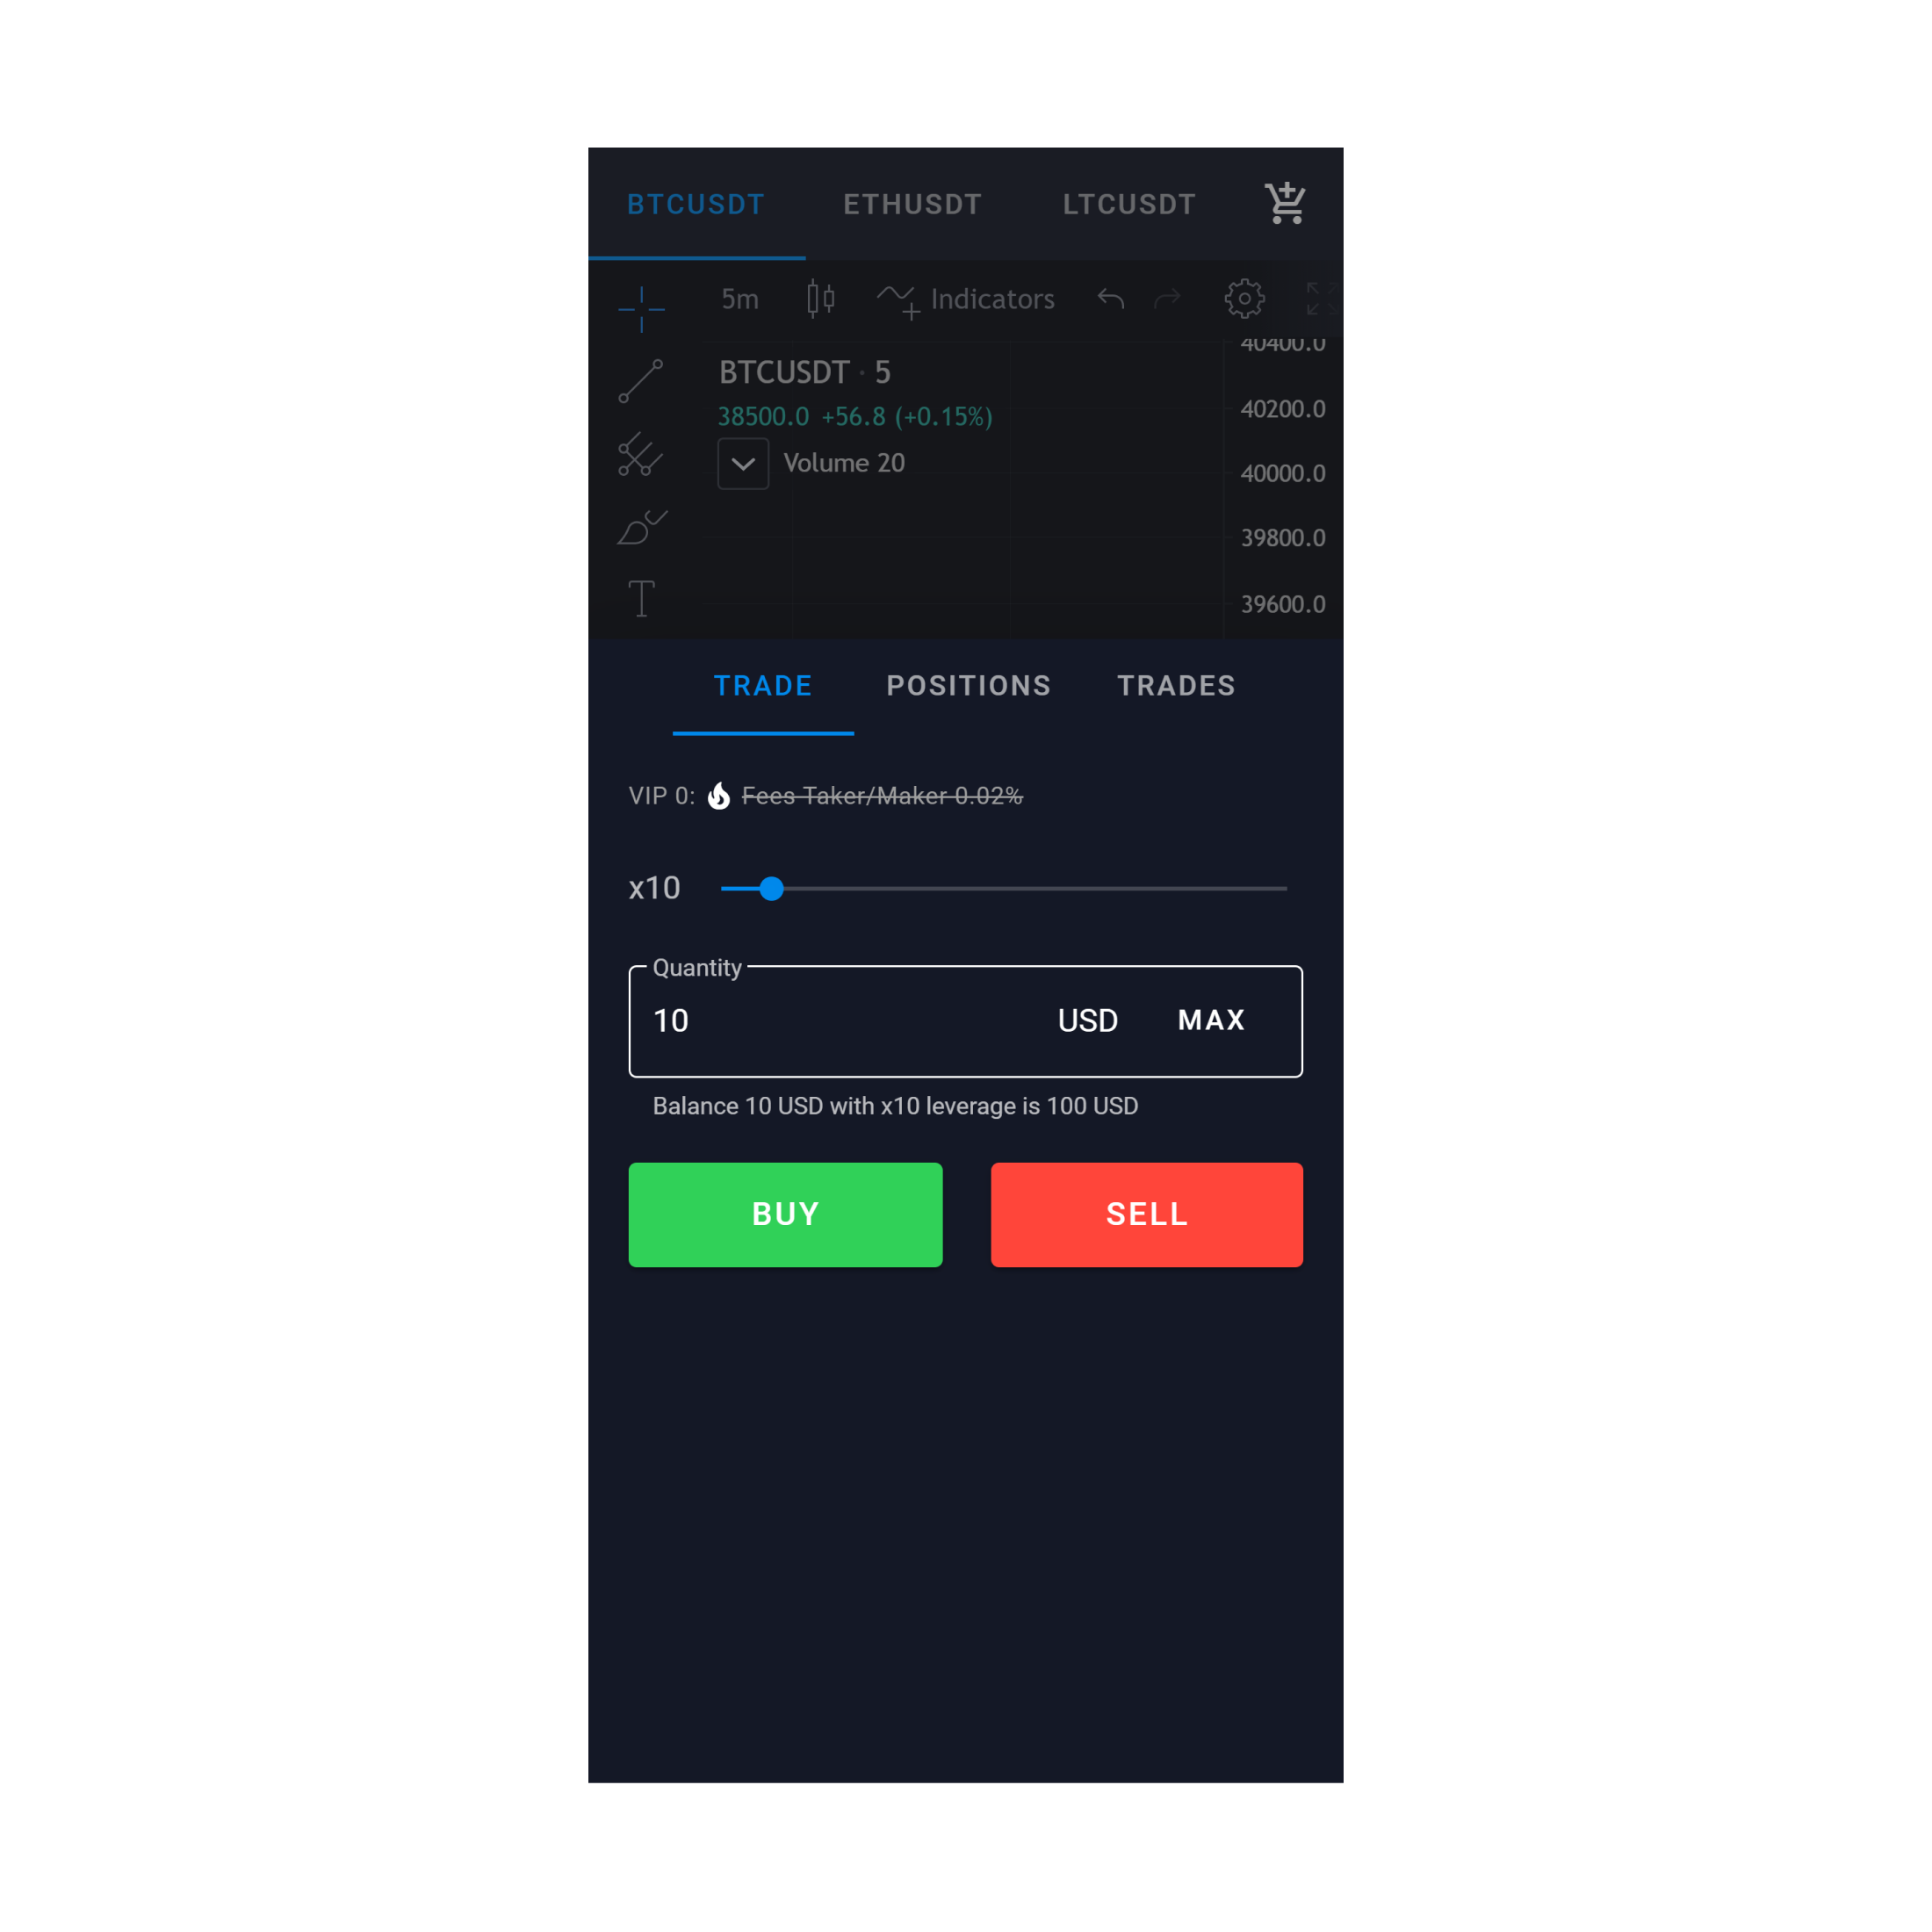 BTCUSDT ETHUSDT LTCUSDT
5m Indicators
40400.0
BTCUSDT · 5
38500.0 +56.8 (+0.15%)
40200.0
Volume 20
40000.0
39800.0
T
39600.0
TRADE POSITIONS TRADES
VIP 0: Fees Taker/Maker 0.02%
x10
Quantity
10 USD MAX
Balance 10 USD with x10 leverage is 100 USD
BUY SELL